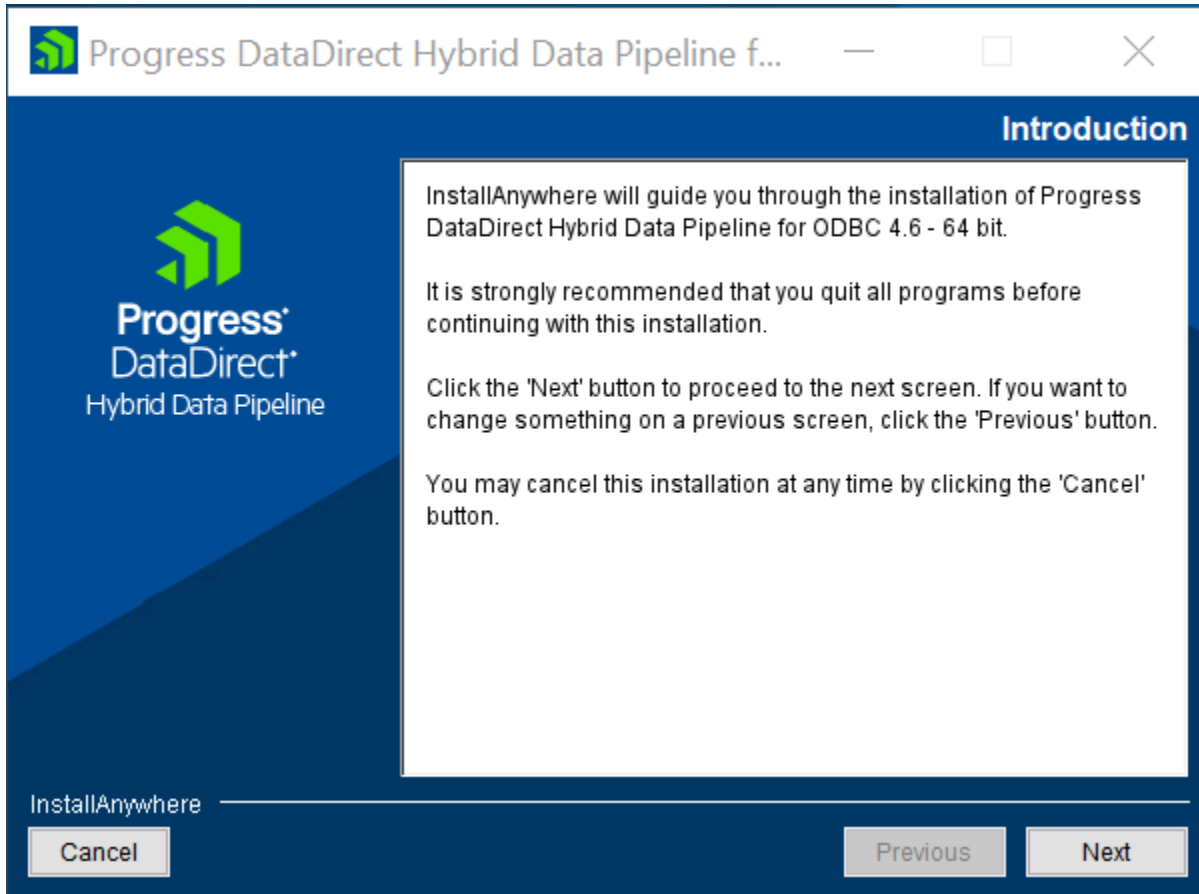 Progress DataDirect Hybrid Data Pipeline f...
Introduction
Progress
DataDirect
Hybrid Data Pipeline
InstallAnywhere will guide you through the installation of Progress
DataDirect Hybrid Data Pipeline for ODBC 4.6 - 64 bit.
It is strongly recommended that you quit all programs before
continuing with this installation.
Click the 'Next' button to proceed to the next screen. If you want to
change something on a previous screen, click the 'Previous' button.
You may cancel this installation at any time by clicking the 'Cancel'
button.
InstallAnywhere
Cancel
Previous
Next